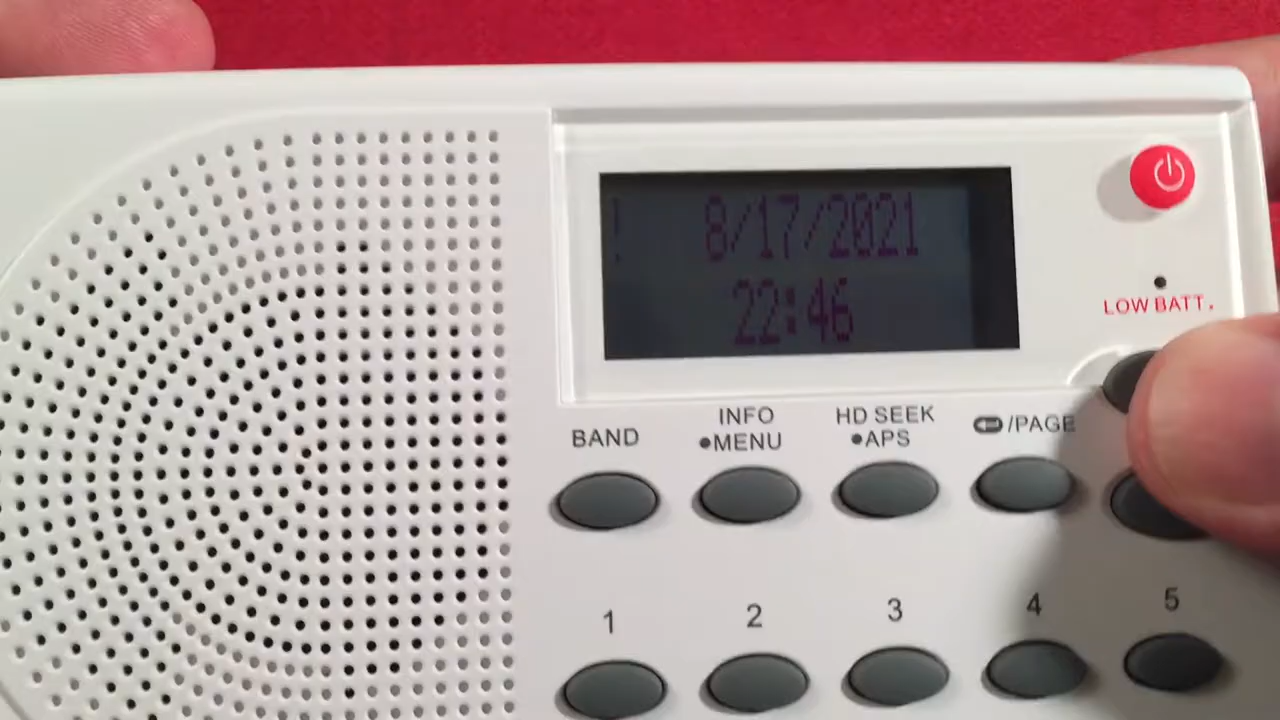 8/17/2021
22:46
LOW BATT.
BAND
INFO
•MENU
HD SEEK
•APS
/PAGE
1
2
3
4
5